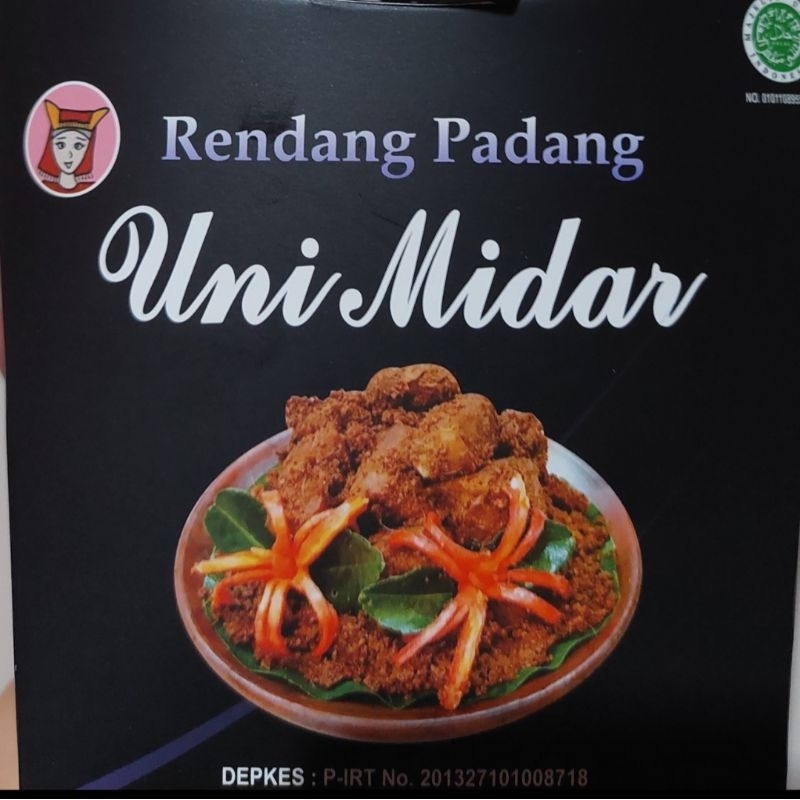 Rendang Padang
Uni Midar
DEPKES : P-IRT No. 201327101008718